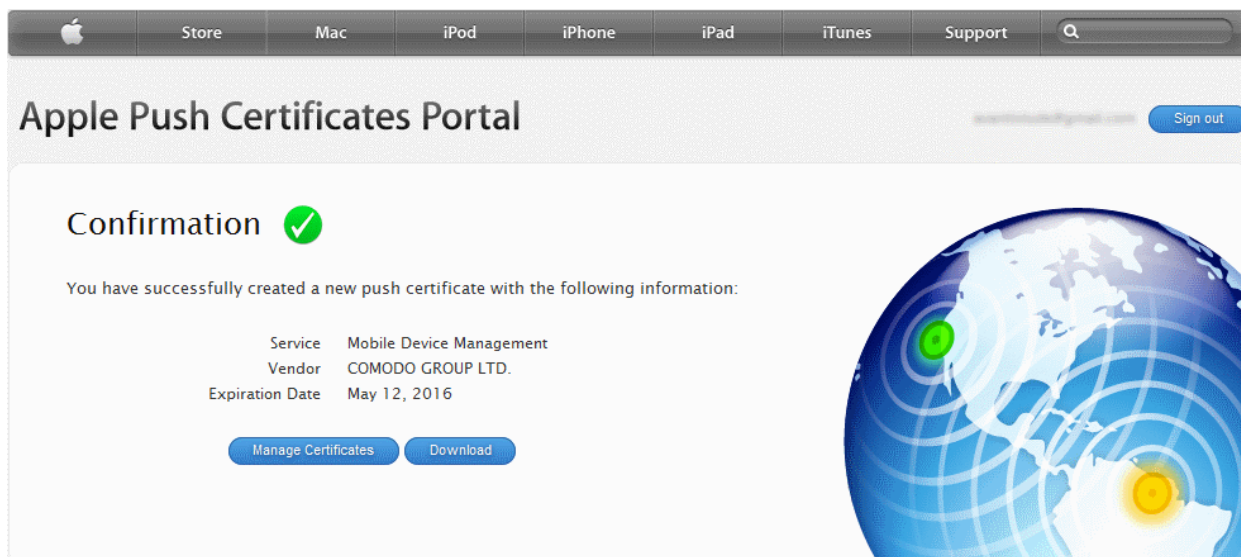 Store Mac iPod iPhone iPad iTunes Support
Apple Push Certificates Portal
Sign out
Confirmation
You have successfully created a new push certificate with the following information:
Service Mobile Device Management
Vendor COMODO GROUP LTD.
Expiration Date May 12, 2016
Manage Certificates Download